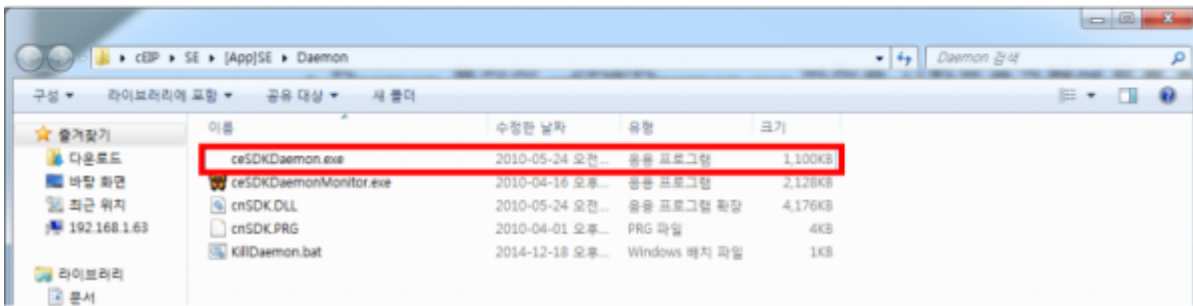 cEIP ▸ SE ▸ [App]SE ▸ Daemon
Daemon 검색
구성 라이브러리에 포함 공유 대상 새 폴더
이름 수정한 날짜 유형 크기
즐겨찾기
다운로드
바탕 화면
최근 위치
192.168.1.63
라이브러리
문서
ceSDKDaemon.exe 2010-05-24 오전... 응용 프로그램 1,100KB
ceSDKDaemonMonitor.exe 2010-04-16 오후... 응용 프로그램 2,128KB
cnSDK.DLL 2010-05-24 오전... 응용 프로그램 확장 4,176KB
cnSDK.PRG 2010-04-01 오후... PRG 파일 4KB
KillDaemon.bat 2014-12-18 오후... Windows 배치 파일 1KB